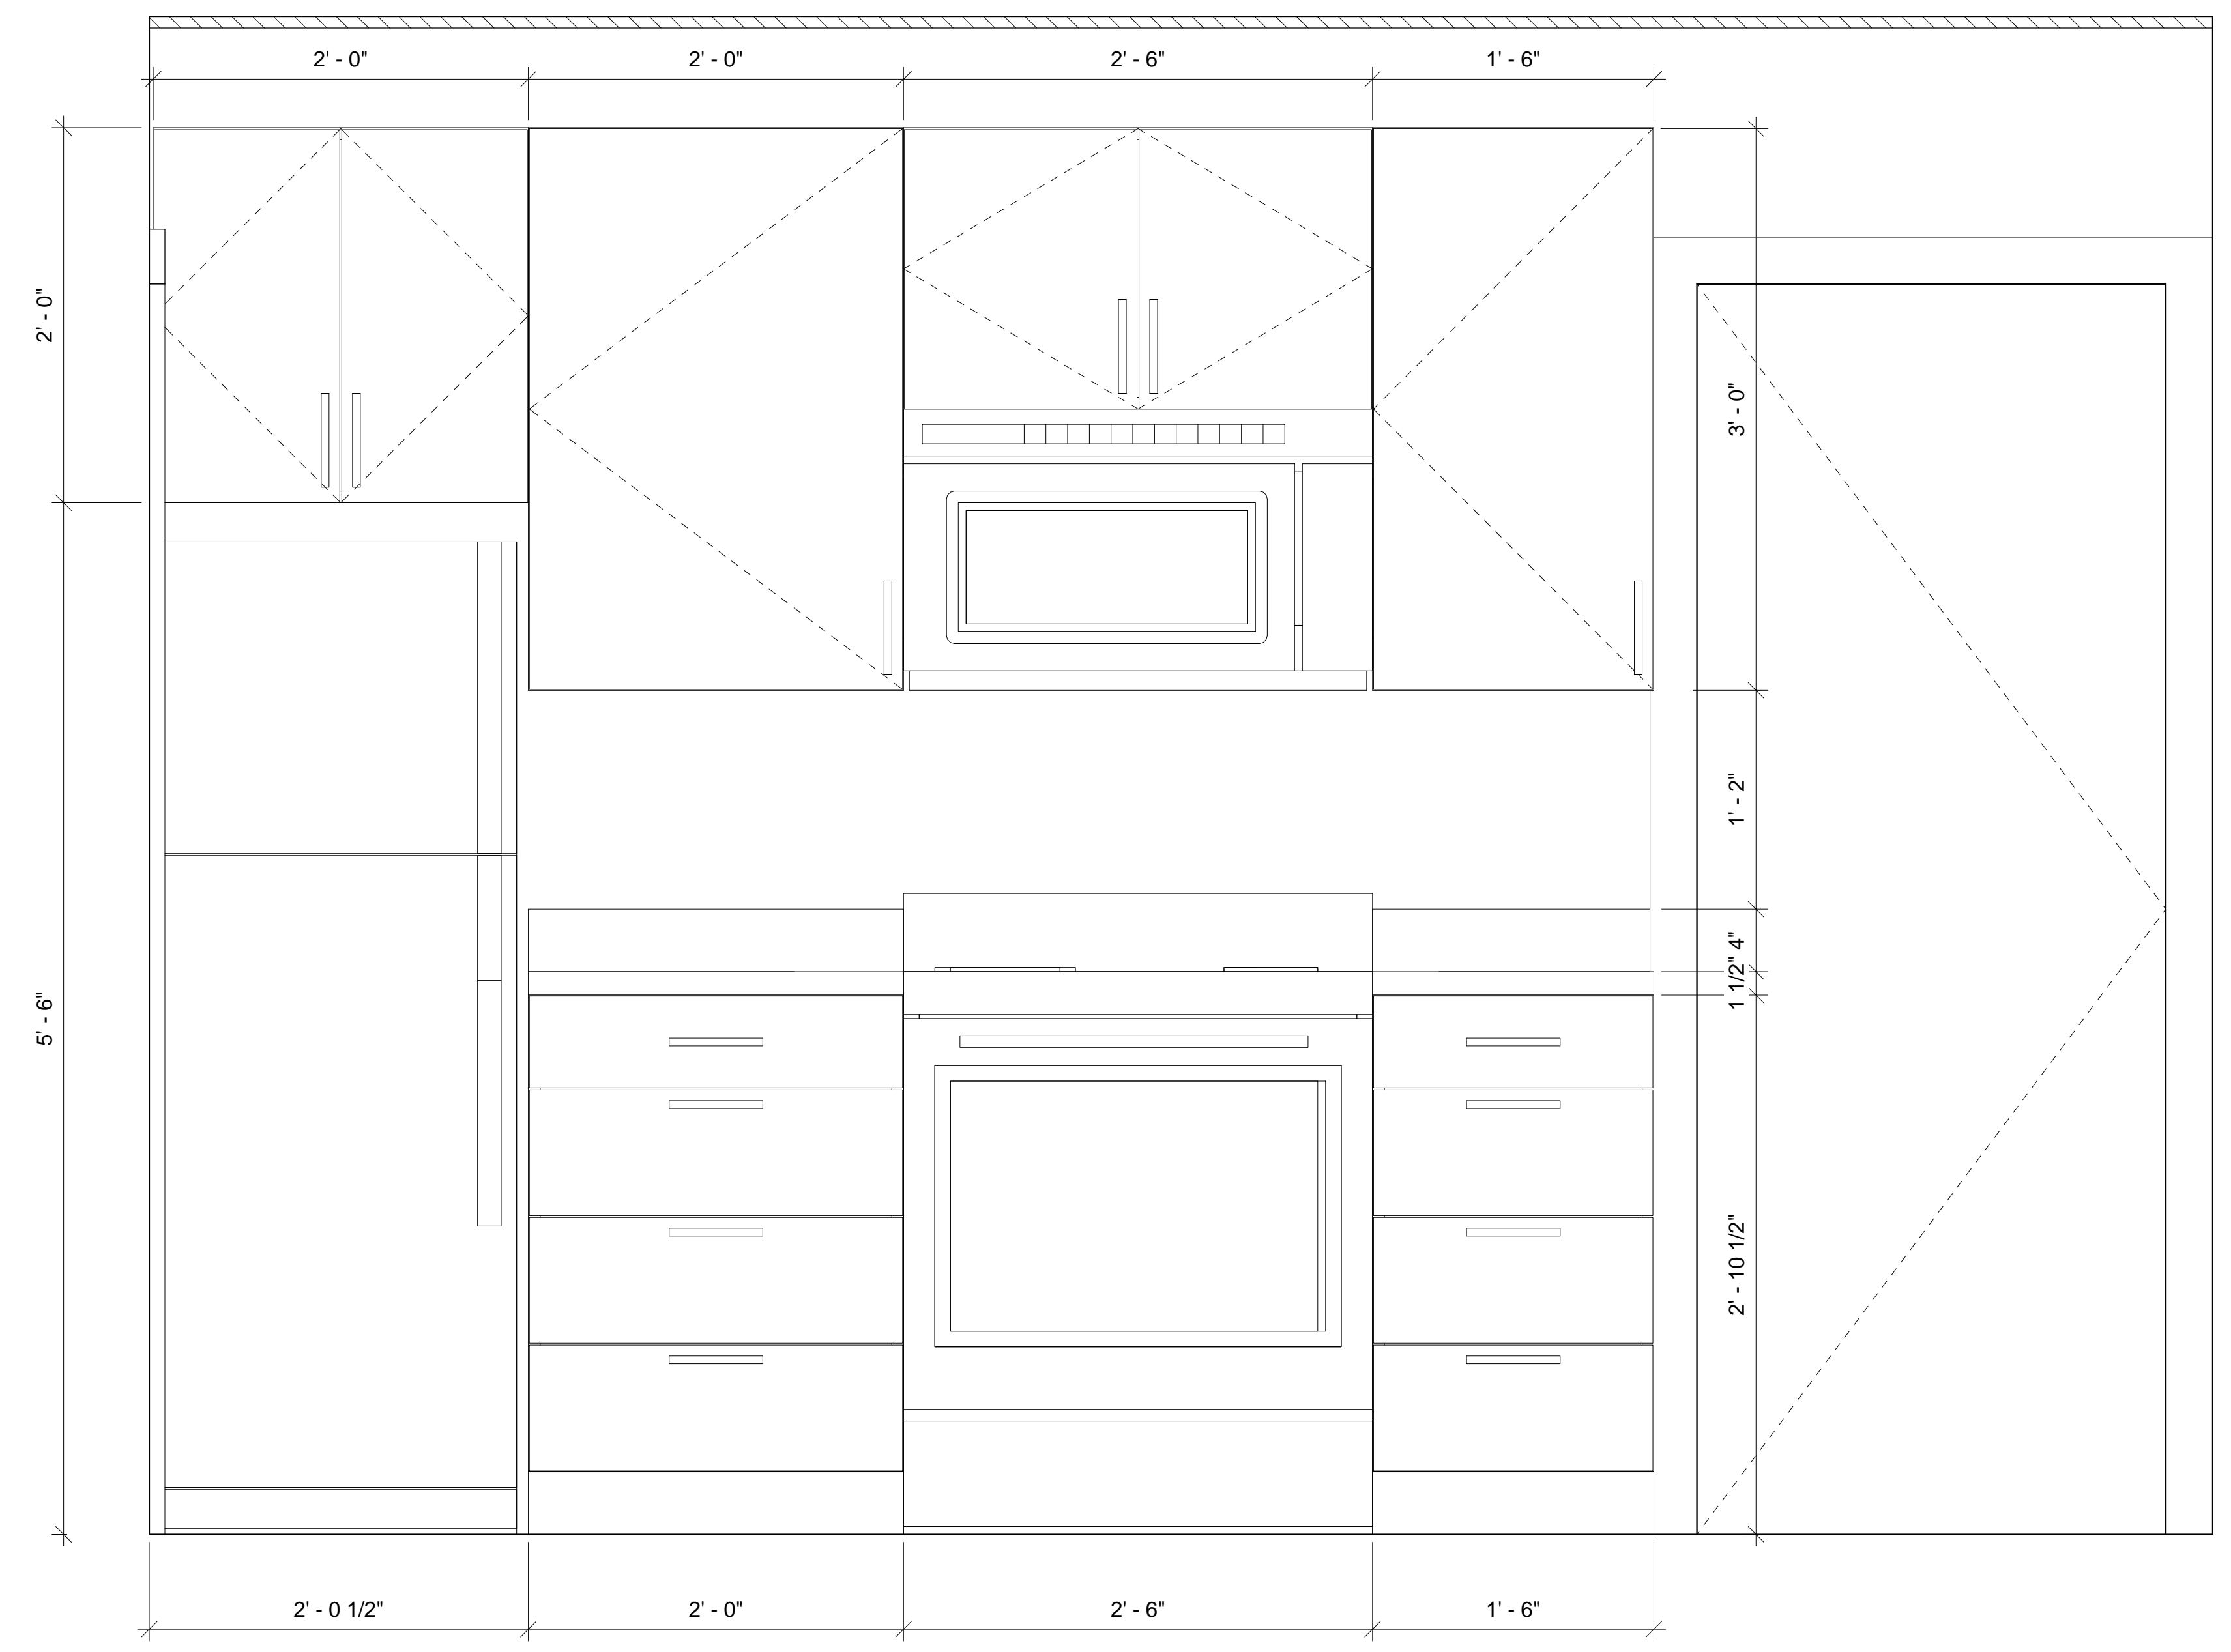 2' - 0"
2' - 0"
2' - 6"
1' - 6"
2' - 0"
5' - 6"
3' - 0"
1' - 2"
4"
1 1/2"
2' - 10 1/2"
2' - 0 1/2"
2' - 0"
2' - 6"
1' - 6"